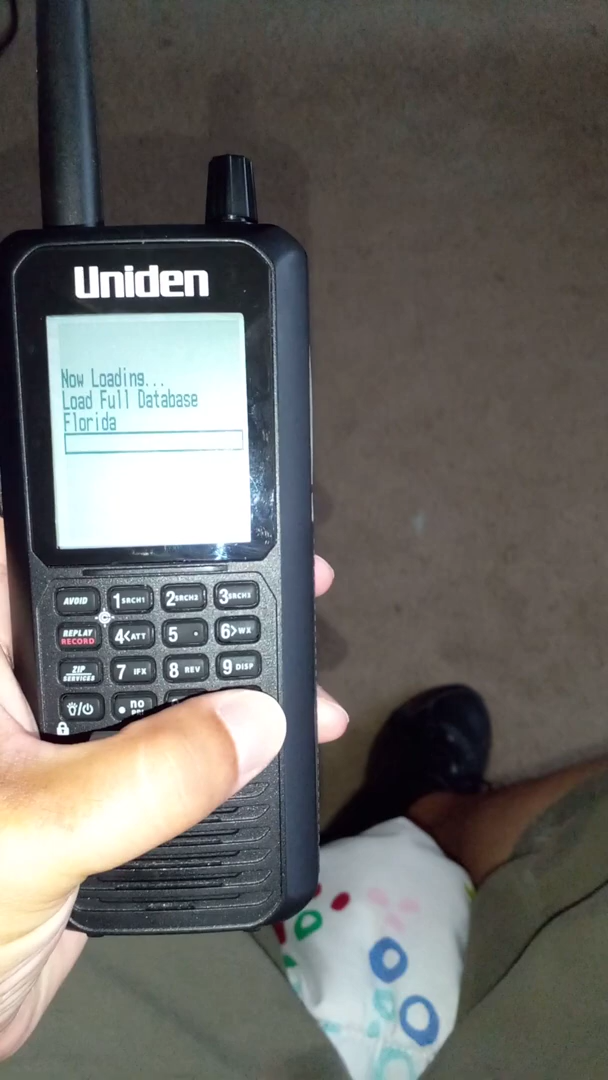 Uniden
Now Loading...
Load Full Database
Florida
AVOID 1 SRCH1 2 SRCH2 3 SRCH3
REPLAY RECORD 4 < ATT 5 . 6 > WX
ZIP SERVICES 7 IFX 8 REV 9 DISP
. no